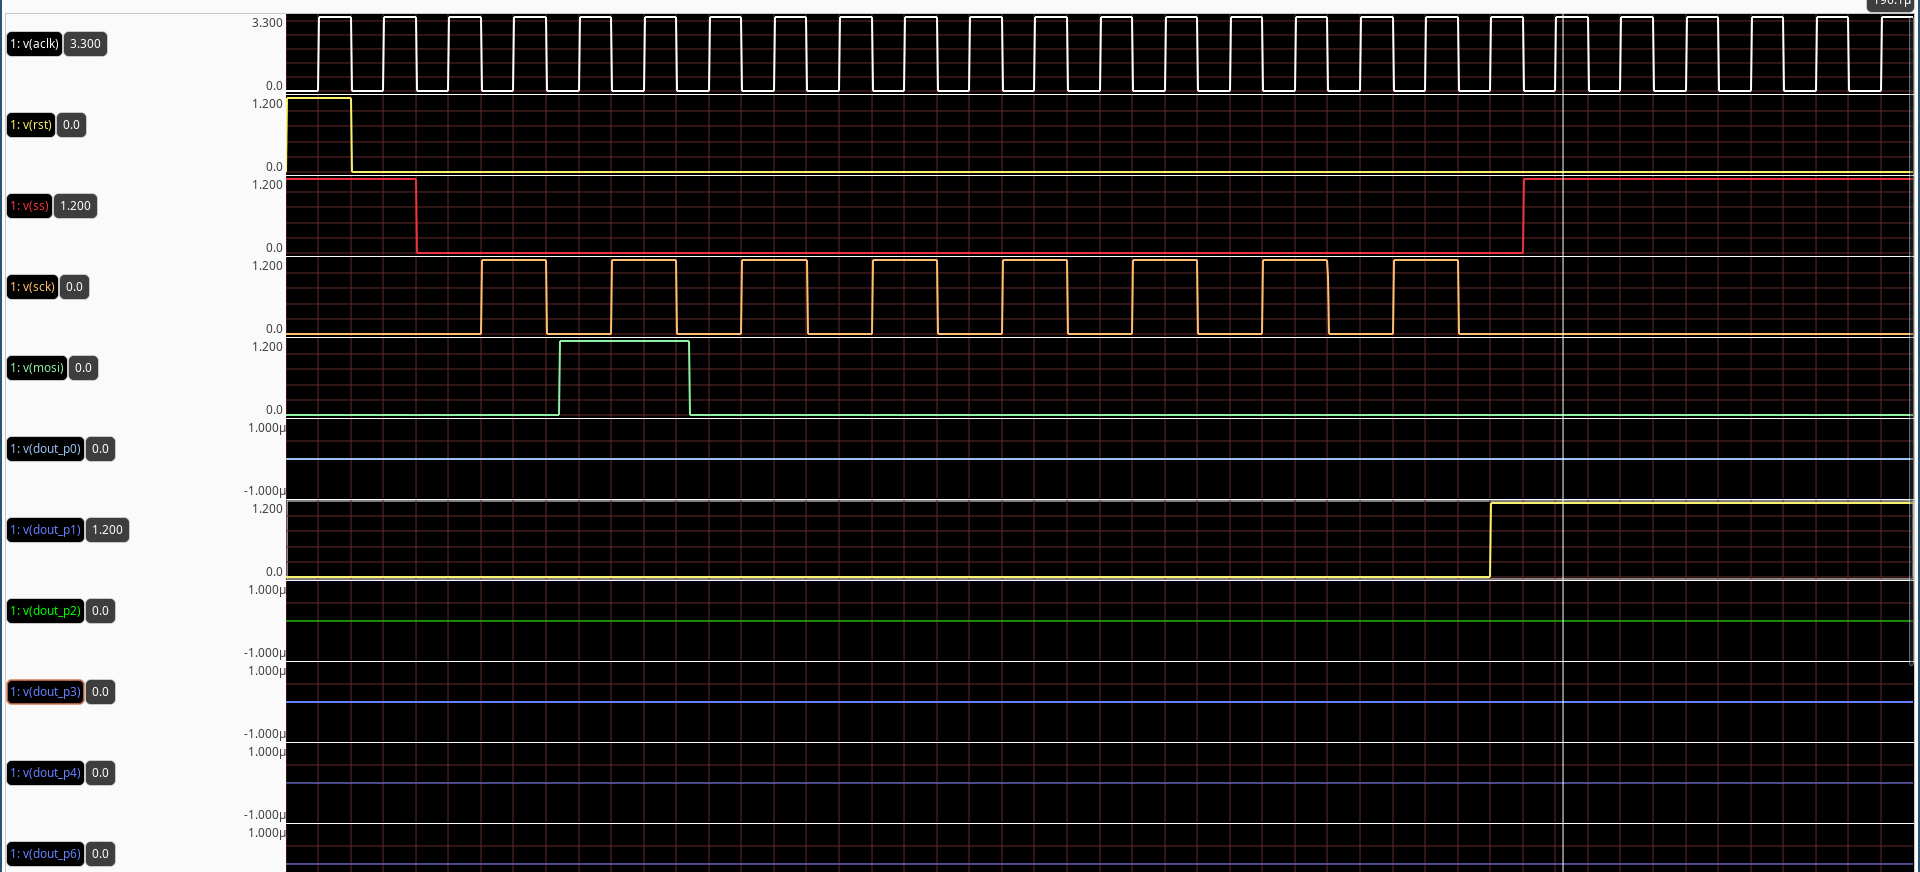 3.300
1: v(aclk) 3.300
0.0
1.200
1: v(rst) 0.0
0.0
1.200
1: v(ss) 1.200
0.0
1.200
1: v(sck) 0.0
0.0
1.200
1: v(mosi) 0.0
0.0
1.000µ
1: v(dout_p0) 0.0
-1.000µ
1.200
1: v(dout_p1) 1.200
0.0
1.000µ
1: v(dout_p2) 0.0
-1.000µ
1.000µ
1: v(dout_p3) 0.0
-1.000µ
1.000µ
1: v(dout_p4) 0.0
-1.000µ
1.000µ
1: v(dout_p6) 0.0